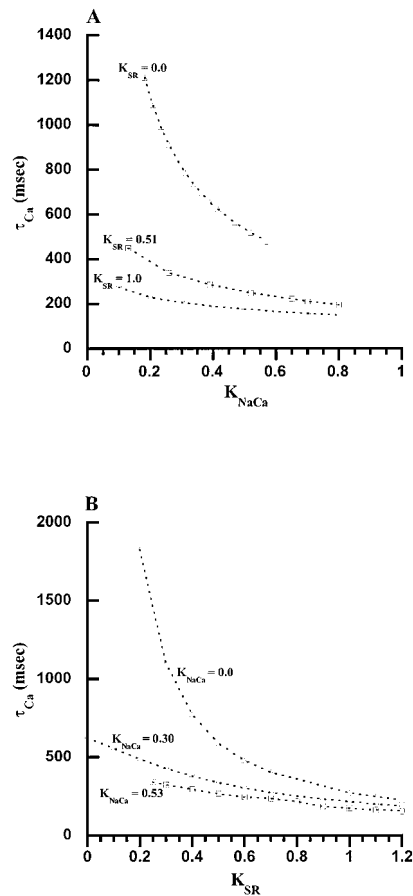 A
1400
1200
1000
800
600
400
200
0
τCa (msec)
KSR = 0.0
KSR = 0.51
KSR = 1.0
0
0.2
0.4
0.6
0.8
1
KNaCa
B
2000
1500
1000
500
0
τCa (msec)
KNaCa = 0.0
KNaCa = 0.30
KNaCa = 0.53
0
0.2
0.4
0.6
0.8
1
1.2
KSR